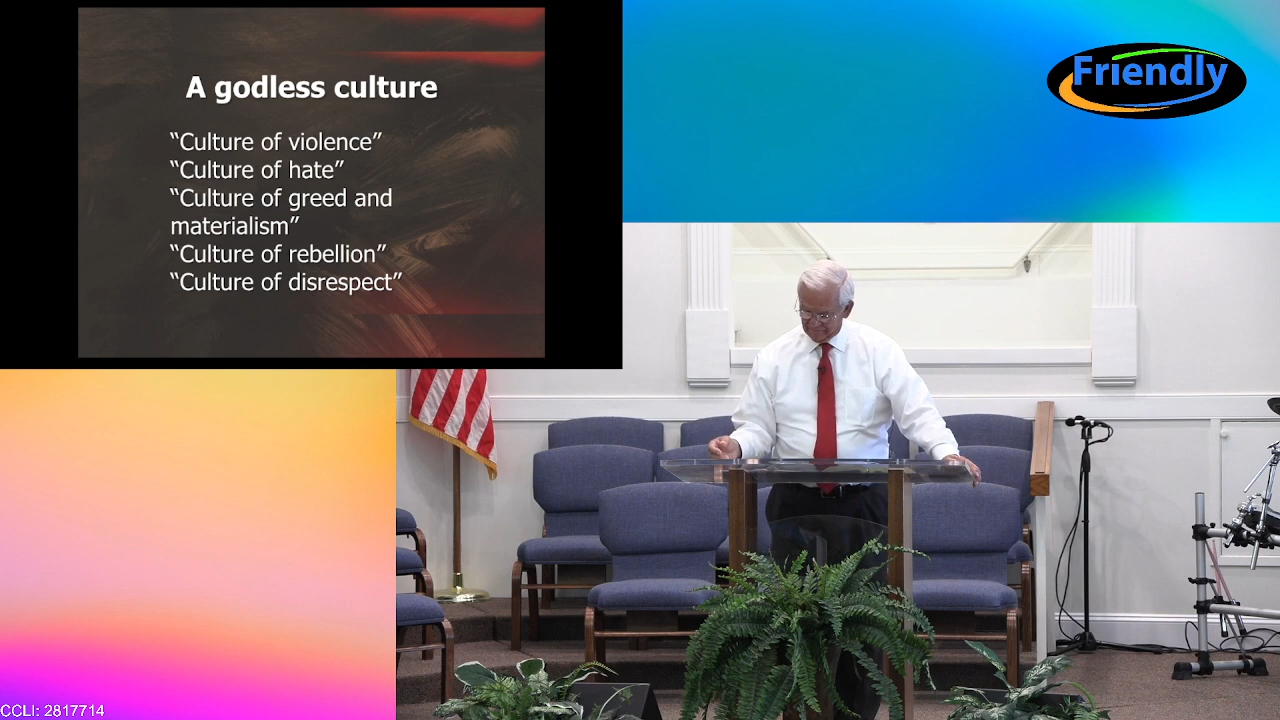 A godless culture
“Culture of violence”
“Culture of hate”
“Culture of greed and
materialism”
“Culture of rebellion”
“Culture of disrespect”
Friendly
CCLI: 2817714